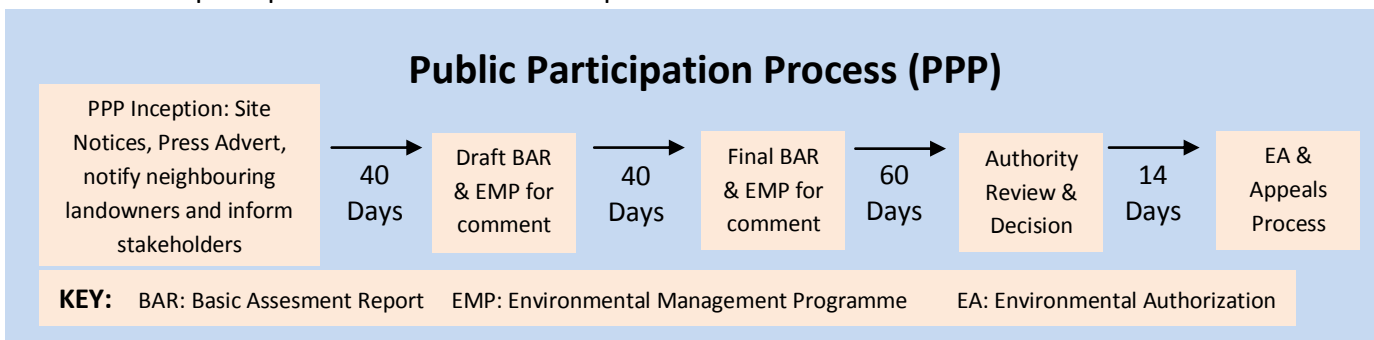 Public Participation Process (PPP)
PPP Inception: Site
Notices, Press Advert,
notify neighbouring
landowners and inform
stakeholders
40
Days
Draft BAR
& EMP for
comment
40
Days
Final BAR
& EMP for
comment
60
Days
Authority
Review &
Decision
14
Days
EA &
Appeals
Process
KEY: BAR: Basic Assesment Report EMP: Environmental Management Programme EA: Environmental Authorization